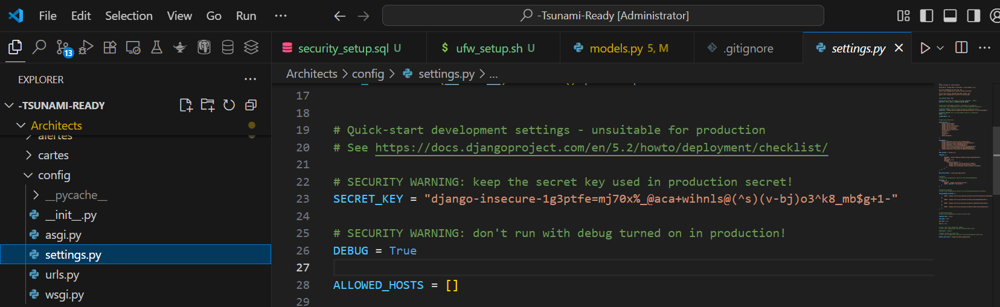 File Edit Selection View Go Run ··· -Tsunami-Ready [Administrator]
13
security_setup.sql U ufw_setup.sh U models.py 5, M .gitignore settings.py
EXPLORER
Architects > config > settings.py > ...
-TSUNAMI-READY
Architects
alertes
cartes
config
__pycache__
__init__.py
asgi.py
settings.py
urls.py
wsgi.py
17
18
19 # Quick-start development settings - unsuitable for production
20 # See https://docs.djangoproject.com/en/5.2/howto/deployment/checklist/
21
22 # SECURITY WARNING: keep the secret key used in production secret!
23 SECRET_KEY = "django-insecure-1g3ptfe=mj70x%_@aca+wihnls@(^s)(v-bj)o3^k8_mb$g+1-"
24
25 # SECURITY WARNING: don't run with debug turned on in production!
26 DEBUG = True
27
28 ALLOWED_HOSTS = []
29